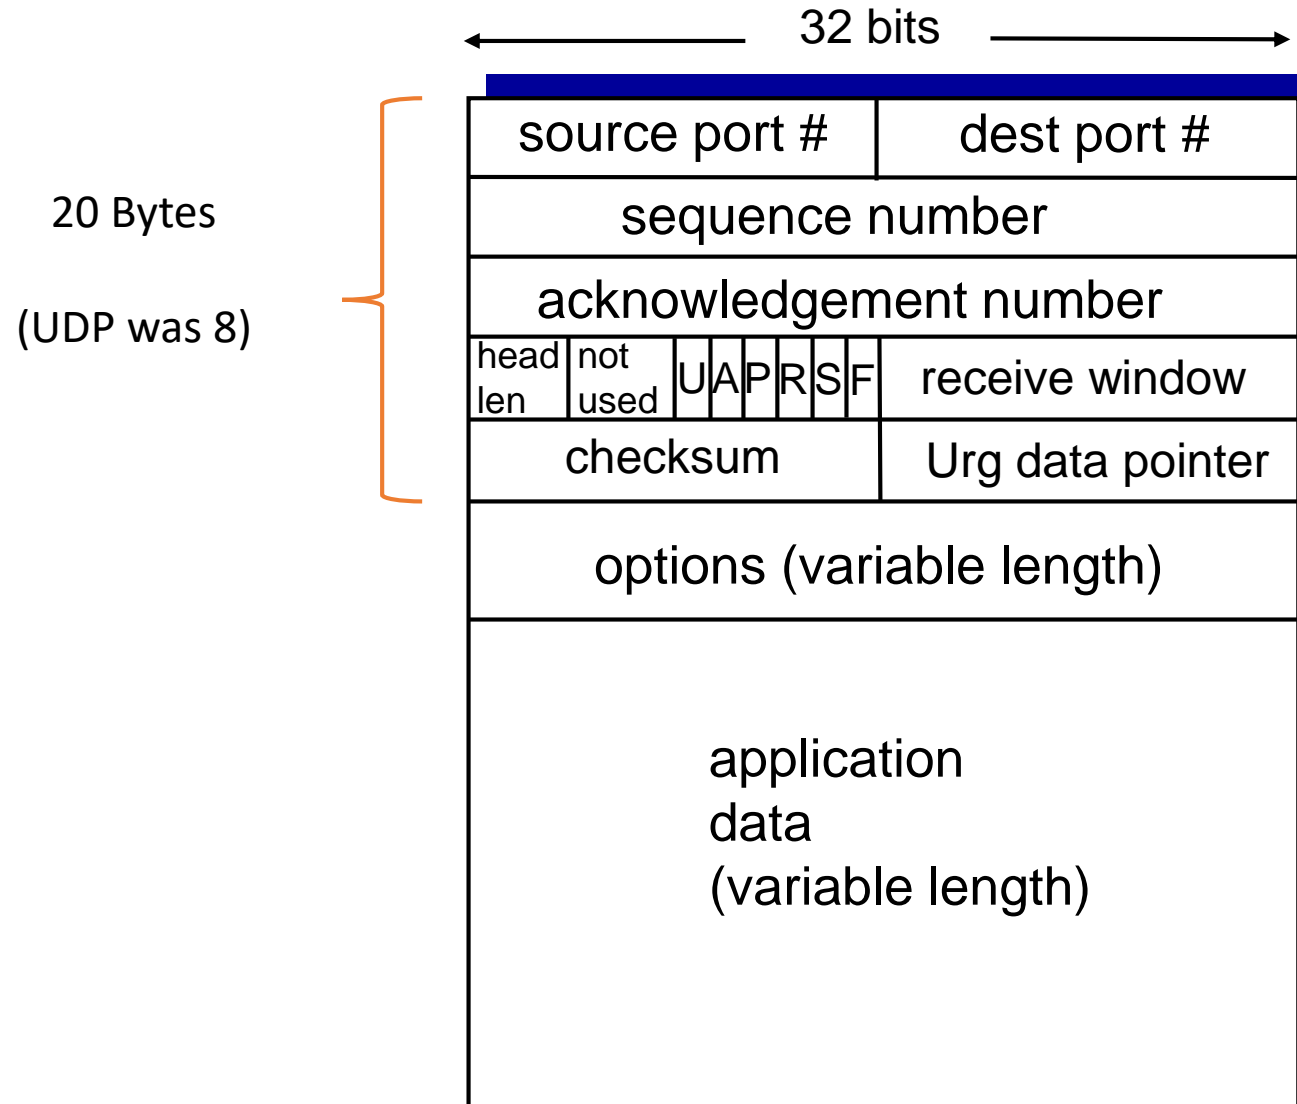 32 bits
source port #
dest port #
20 Bytes
sequence number
(UDP was 8)
acknowledgement number
head
len
not
used
U
A
P
R
S
F
receive window
checksum
Urg data pointer
options (variable length)
application
data
(variable length)